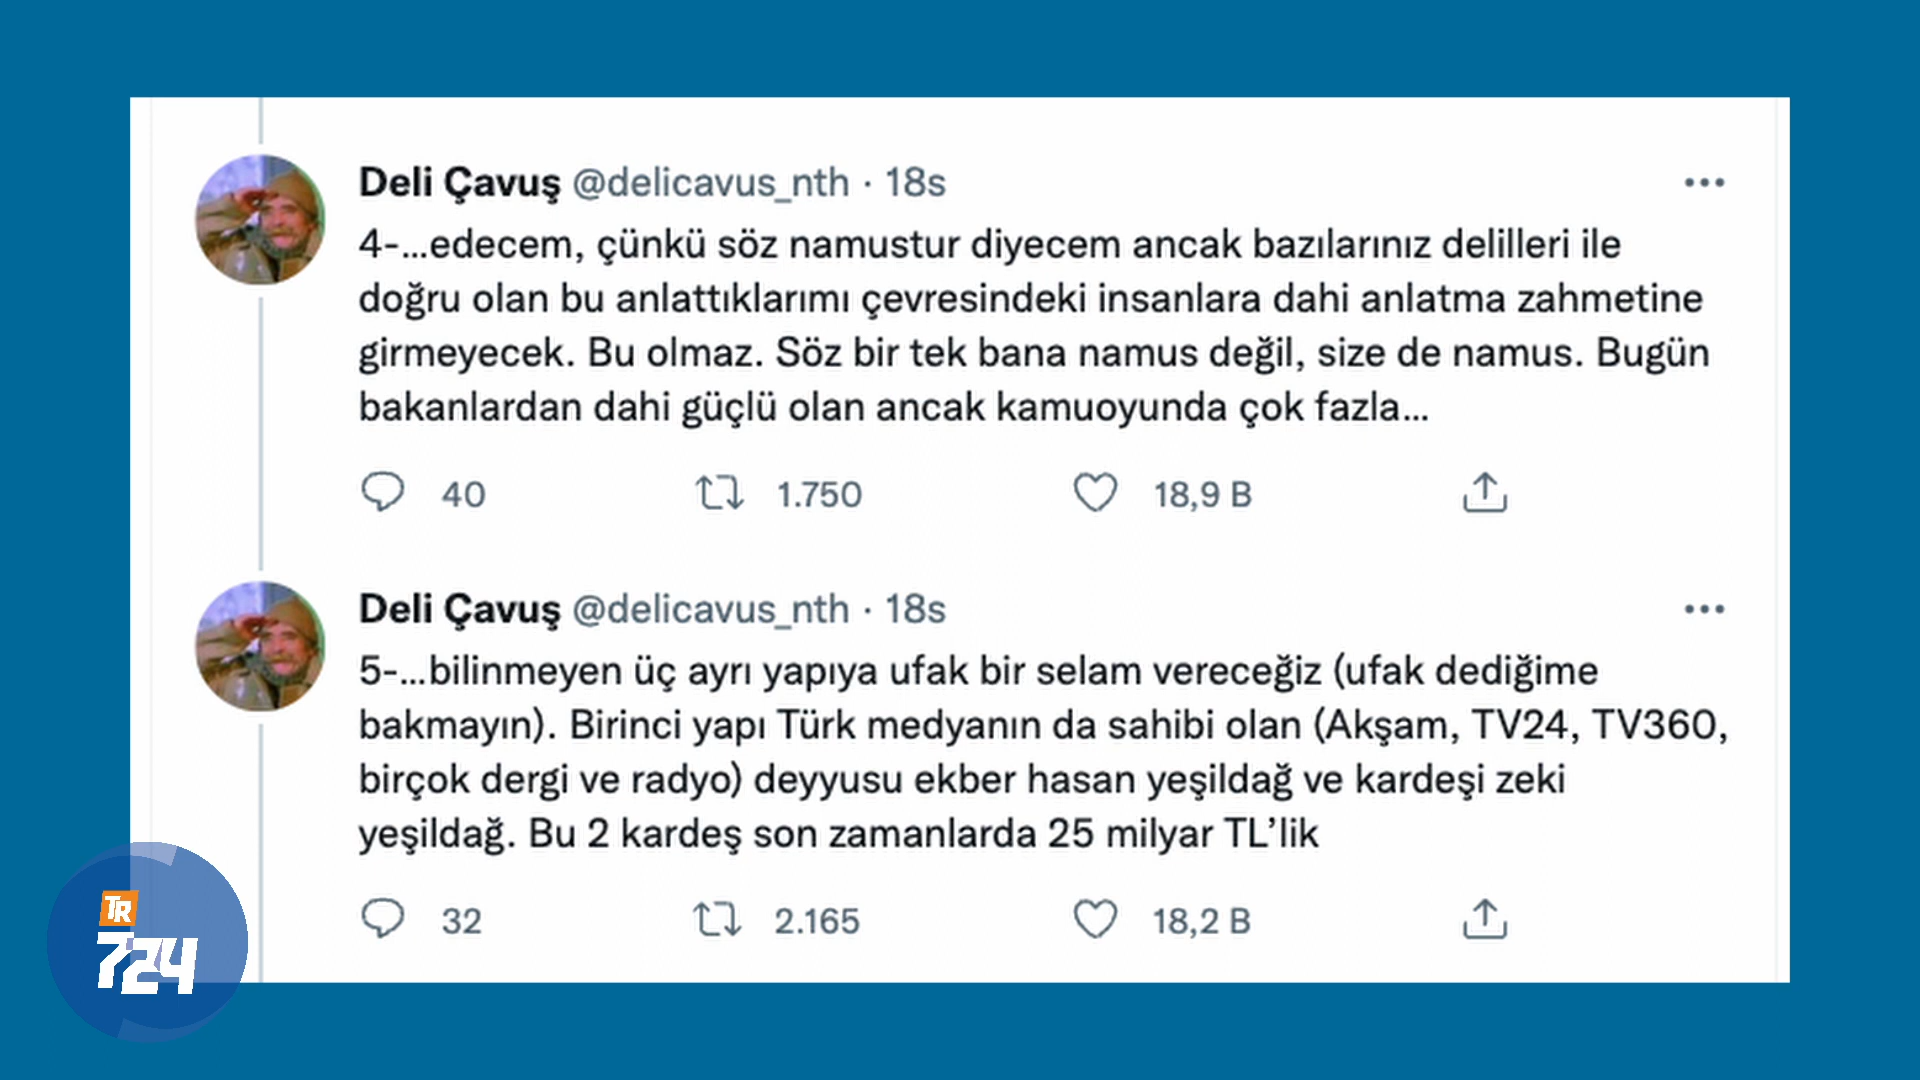 Deli Çavuş @delicavus_nth · 18s
4-...edecem, çünkü söz namustur diyecem ancak bazılarınız delilleri ile
doğru olan bu anlattıklarımı çevresindeki insanlara dahi anlatma zahmetine
girmeyecek. Bu olmaz. Söz bir tek bana namus değil, size de namus. Bugün
bakanlardan dahi güçlü olan ancak kamuoyunda çok fazla...
40 1.750 18,9 B
Deli Çavuş @delicavus_nth · 18s
5-...bilinmeyen üç ayrı yapıya ufak bir selam vereceğiz (ufak dediğime
bakmayın). Birinci yapı Türk medyanın da sahibi olan (Akşam, TV24, TV360,
birçok dergi ve radyo) deyyusu ekber hasan yeşildağ ve kardeşi zeki
yeşildağ. Bu 2 kardeş son zamanlarda 25 milyar TL’lik
32 2.165 18,2 B
TR
724